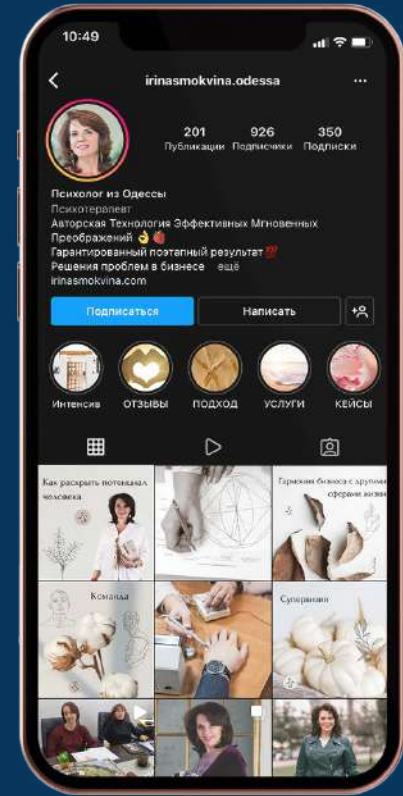 10:49
irinasmokvina.odessa
201 926 350
Публикации Подписчики Подписки
Психолог из Одессы
Психотерапевт
Авторская Технология Эффективных Мгновенных
Преображений 👌🍎
Гарантированный поэтапный результат 💯
Решения проблем в бизнесе ещё
irinasmokvina.com
Подписаться
Написать
Интенсив ОТЗЫВЫ ПОДХОД УСЛУГИ КЕЙСЫ
Как раскрыть потенциал
человека
Гармония бизнеса с другими
сферами жизни
Команда
Супервизия